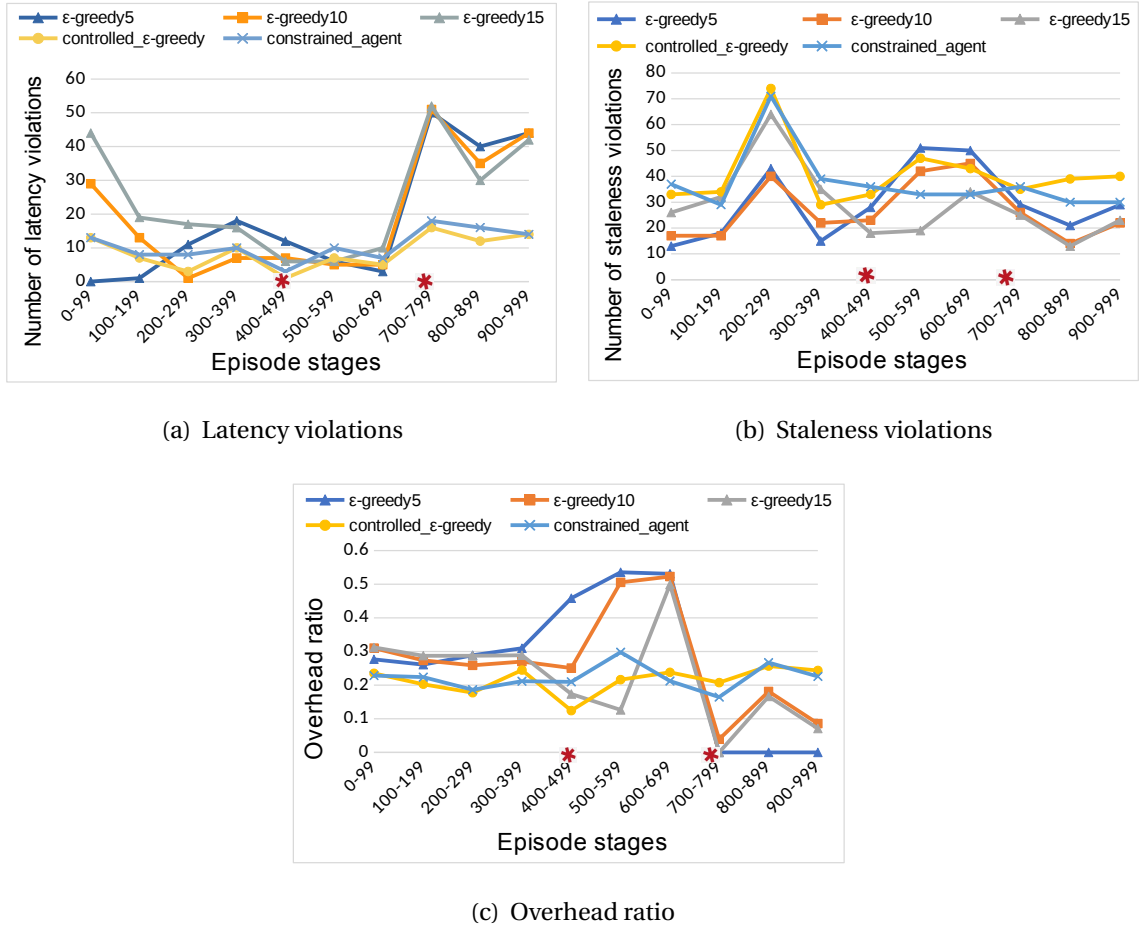 ε-greedy5 ε-greedy10 ε-greedy15
controlled_ε-greedy constrained_agent
Number of latency violations
60
50
40
30
20
10
0
0-99 100-199 200-299 300-399 400-499 500-599 600-699 700-799 800-899 900-999
Episode stages
(a) Latency violations
ε-greedy5 ε-greedy10 ε-greedy15
controlled_ε-greedy constrained_agent
Number of staleness violations
80
70
60
50
40
30
20
10
0
0-99 100-199 200-299 300-399 400-499 500-599 600-699 700-799 800-899 900-999
Episode stages
(b) Staleness violations
ε-greedy5 ε-greedy10 ε-greedy15
controlled_ε-greedy constrained_agent
Overhead ratio
0.6
0.5
0.4
0.3
0.2
0.1
0
0-99 100-199 200-299 300-399 400-499 500-599 600-699 700-799 800-899 900-999
Episode stages
(c) Overhead ratio